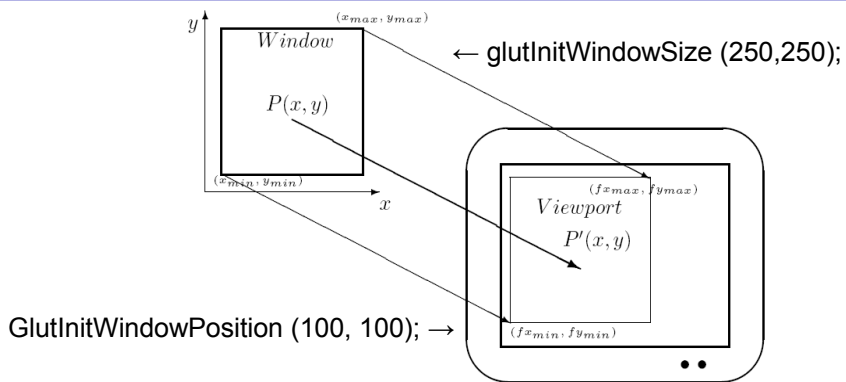 (x_max, y_max)
y
Window
← glutInitWindowSize (250,250);
P(x, y)
(x_min, y_min)
x
(fx_max, fy_max)
Viewport
P′(x, y)
GlutInitWindowPosition (100, 100); →
(fx_min, fy_min)